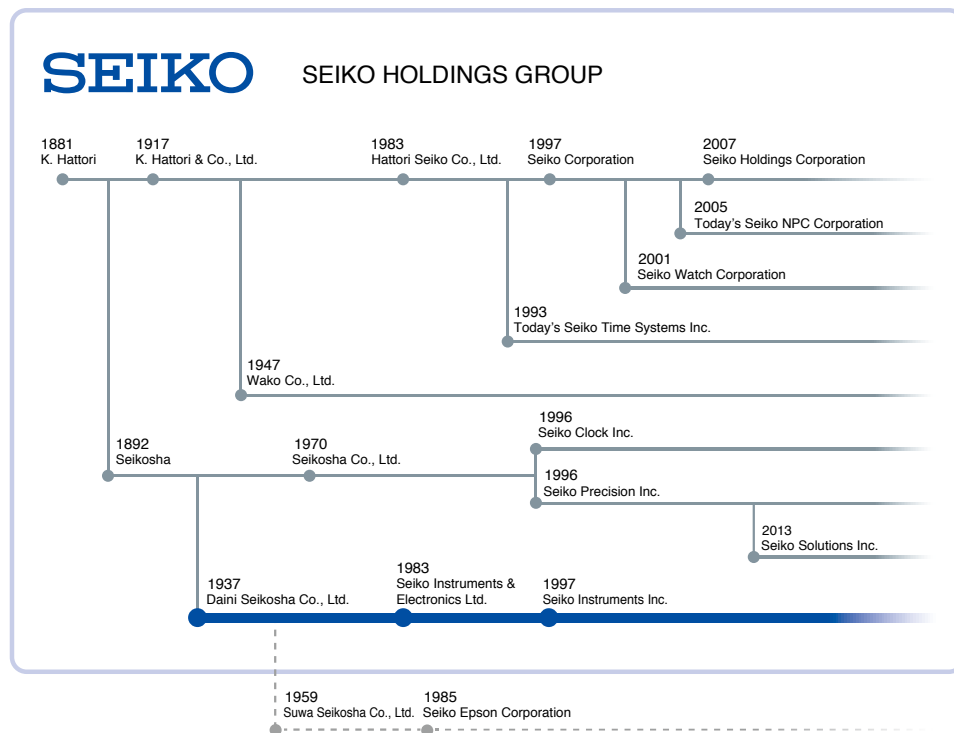 SEIKO
SEIKO HOLDINGS GROUP
1881
K. Hattori
1917
K. Hattori & Co., Ltd.
1983
Hattori Seiko Co., Ltd.
1997
Seiko Corporation
2007
Seiko Holdings Corporation
2005
Today's Seiko NPC Corporation
2001
Seiko Watch Corporation
1993
Today's Seiko Time Systems Inc.
1947
Wako Co., Ltd.
1996
Seiko Clock Inc.
1892
Seikosha
1970
Seikosha Co., Ltd.
1996
Seiko Precision Inc.
2013
Seiko Solutions Inc.
1937
Daini Seikosha Co., Ltd.
1983
Seiko Instruments &
Electronics Ltd.
1997
Seiko Instruments Inc.
1959
Suwa Seikosha Co., Ltd.
1985
Seiko Epson Corporation